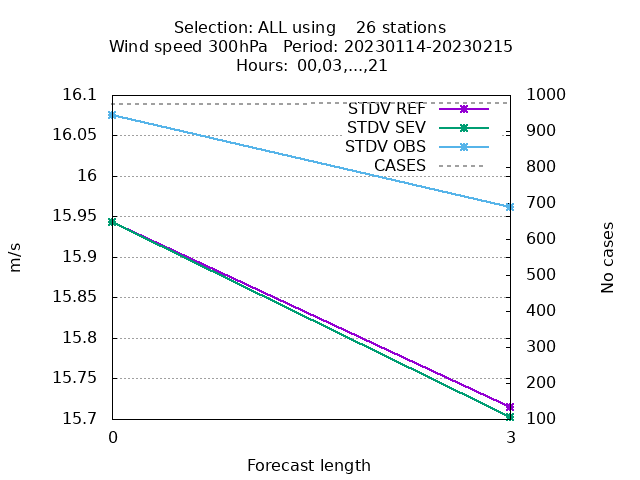 Selection: ALL using    26 stations
Wind speed 300hPa   Period: 20230114-20230215
Hours:  00,03,...,21
16.1
16.05
16
15.95
15.9
15.85
15.8
15.75
15.7
m/s
STDV REF
STDV SEV
STDV OBS
CASES
1000
900
800
700
600
500
400
300
200
100
No cases
0
3
Forecast length